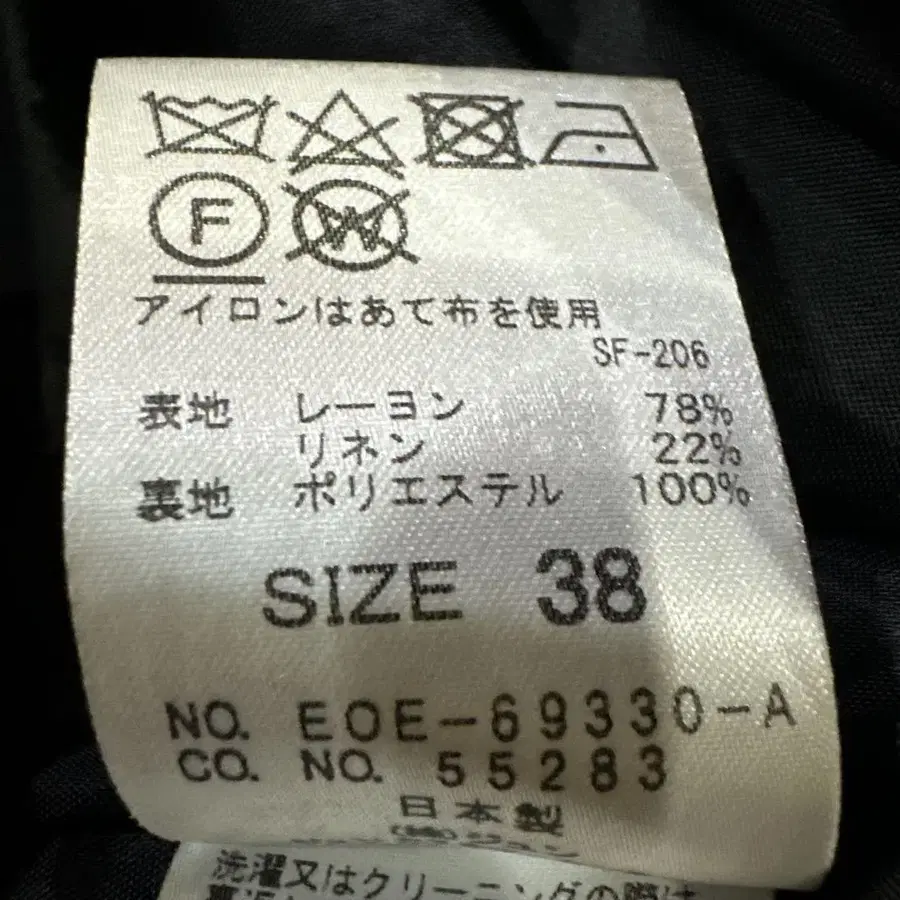 F W
アイロンはあて布を使用
SF-206
表地 レーヨン 78%
リネン 22%
裏地 ポリエステル 100%
SIZE 38
NO. EOE-69330-A
CO. NO. 55283
日本製
洗濯又はクリーニングの際は